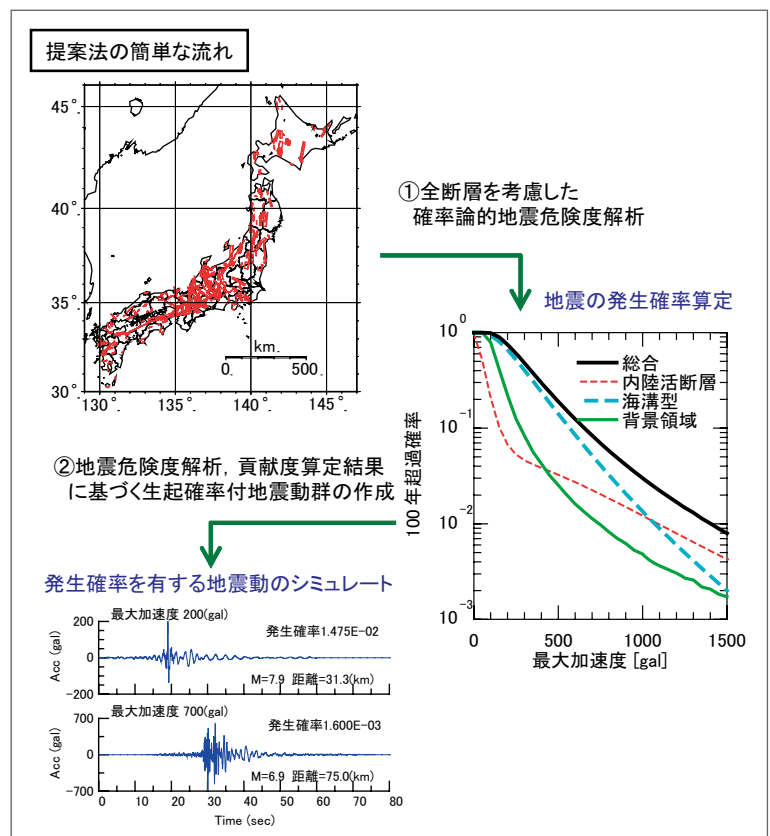 提案法の簡単な流れ
45°
40°
35°
30°
130°
135°
140°
145°
km.
0.
500.
①全断層を考慮した
確率論的地震危険度解析
地震の発生確率算定
10⁰
10⁻¹
10⁻²
10⁻³
100年超過確率
総合
内陸活断層
海溝型
背景領域
0
500
1000
1500
最大加速度 [gal]
②地震危険度解析，貢献度算定結果
に基づく生起確率付地震動群の作成
発生確率を有する地震動のシミュレート
最大加速度 200(gal)
発生確率1.475E-02
200
0
-200
Acc (gal)
M=7.9 距離=31.3(km)
最大加速度 700(gal)
発生確率1.600E-03
700
0
-700
Acc (gal)
M=6.9 距離=75.0(km)
0 10 20 30 40 50 60 70 80
Time (sec)